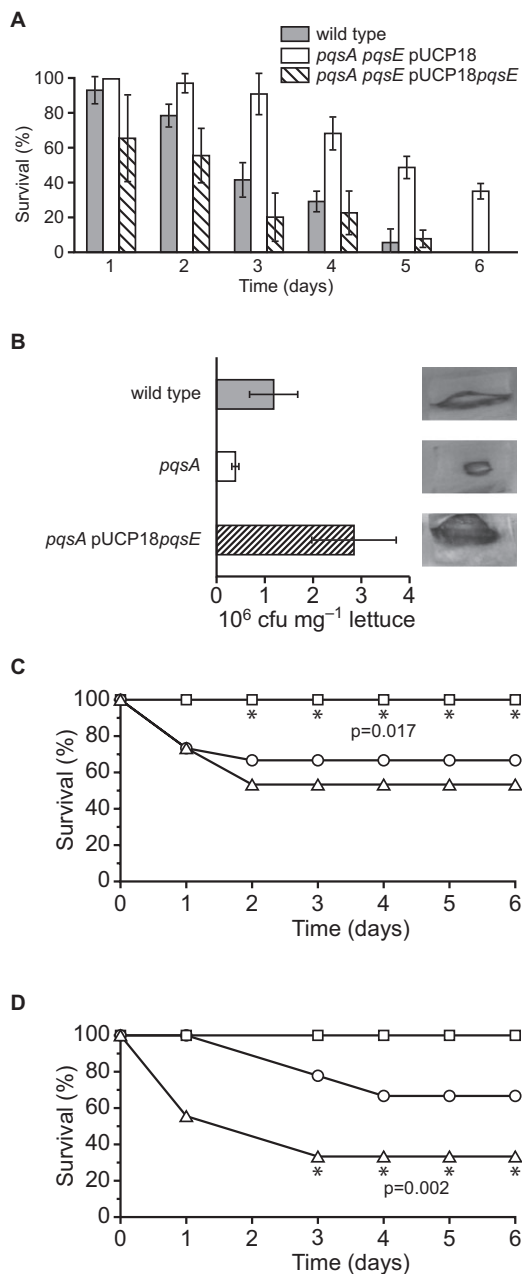 A
wild type
pqsA pqsE pUCP18
pqsA pqsE pUCP18pqsE
Survival (%)
100
80
60
40
20
0
1 2 3 4 5 6
Time (days)
B
wild type
pqsA
pqsA pUCP18pqsE
0 1 2 3 4
10⁶ cfu mg⁻¹ lettuce
C
Survival (%)
100
80
60
40
20
0
* * * * *
p=0.017
0 1 2 3 4 5 6
Time (days)
D
Survival (%)
100
80
60
40
20
0
* * * *
p=0.002
0 1 2 3 4 5 6
Time (days)